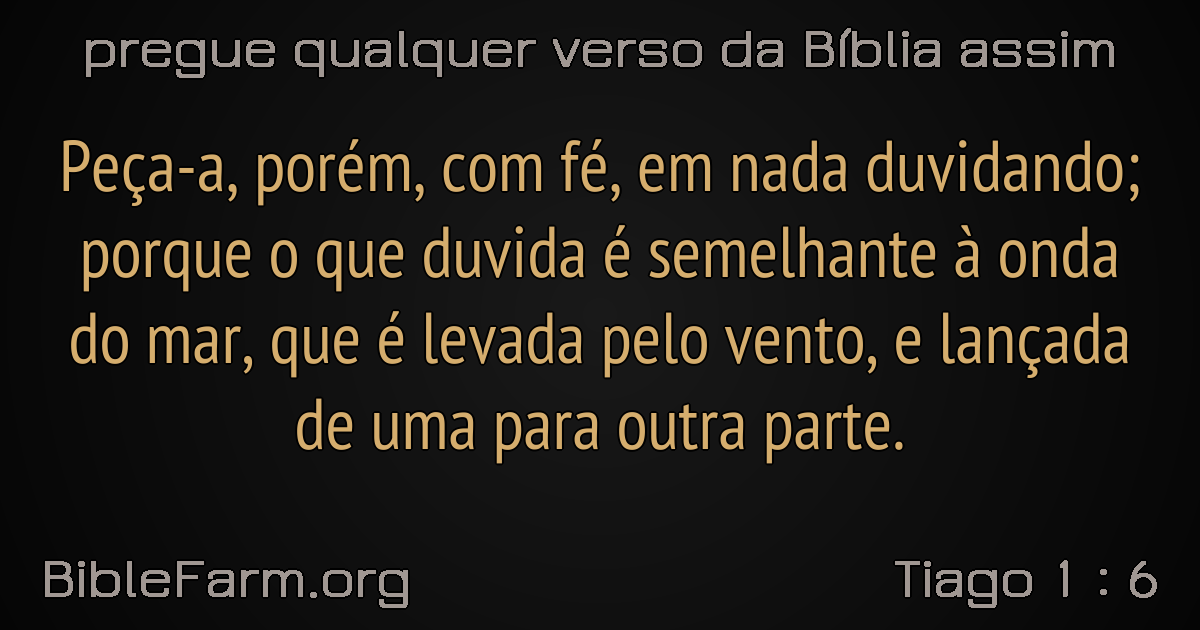 pregue qualquer verso da Bíblia assim
Peça-a, porém, com fé, em nada duvidando;
porque o que duvida é semelhante à onda
do mar, que é levada pelo vento, e lançada
de uma para outra parte.
BibleFarm.org
Tiago 1 : 6